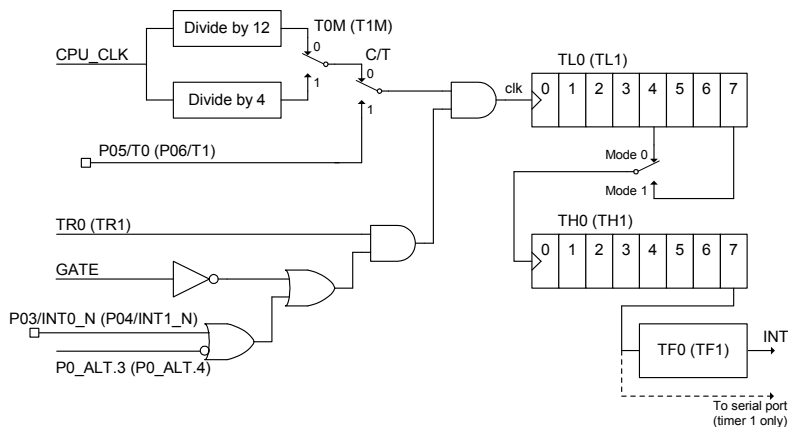 T0M (T1M)
Divide by 12
CPU_CLK
0
C/T
1
0
Divide by 4
1
TL0 (TL1)
clk
0 1 2 3 4 5 6 7
P05/T0 (P06/T1)
Mode 0
Mode 1
TR0 (TR1)
TH0 (TH1)
0 1 2 3 4 5 6 7
GATE
P03/INT0_N (P04/INT1_N)
P0_ALT.3 (P0_ALT.4)
TF0 (TF1)
INT
To serial port
(timer 1 only)